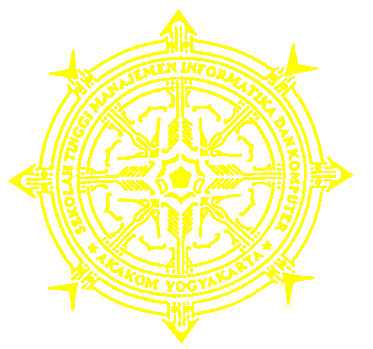 SEKOLAH TINGGI MANAJEMEN INFORMATIKA DAN KOMPUTER
AKAKOM YOGYAKARTA